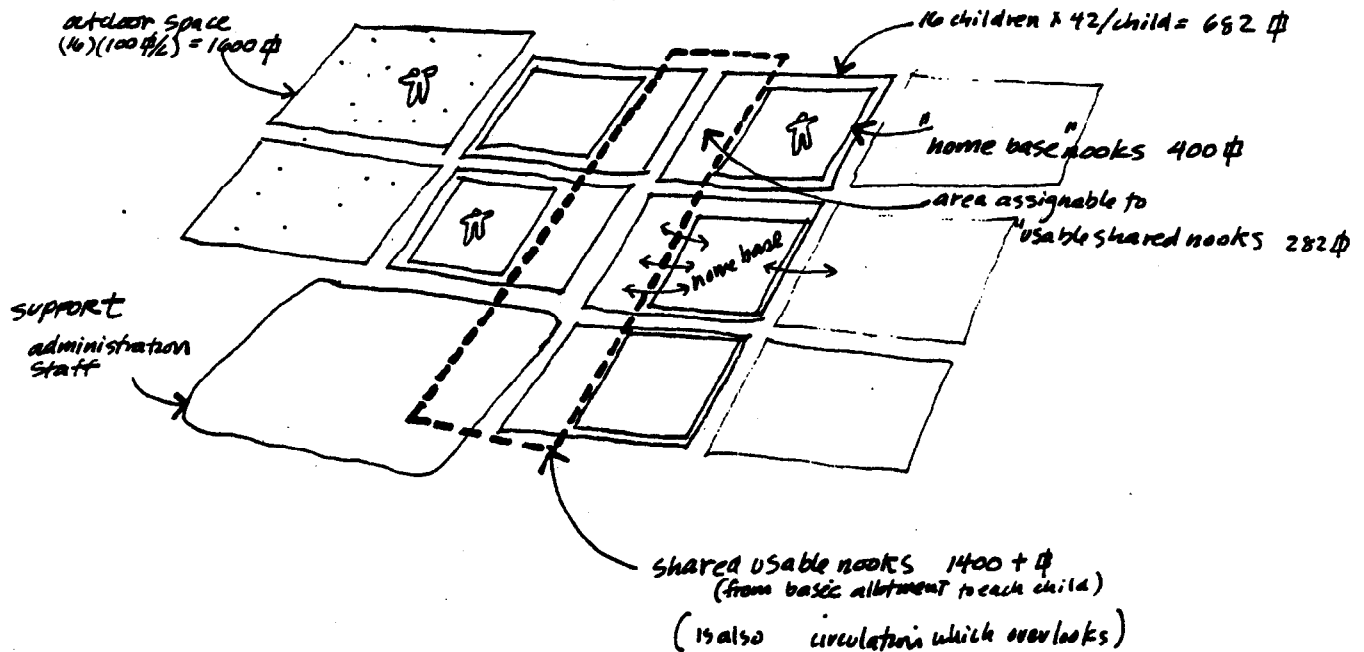 outdoor space
(16)(100⏍/2) = 1600⏍
16 children x 42/child = 682 ⏍
"home base" nooks 400⏍
area assignable to
"usable shared nooks 282⏍
home base
support
administration
staff
shared usable nooks 1400 + ⏍
(from basic allotment to each child)
(is also circulation which overlooks)